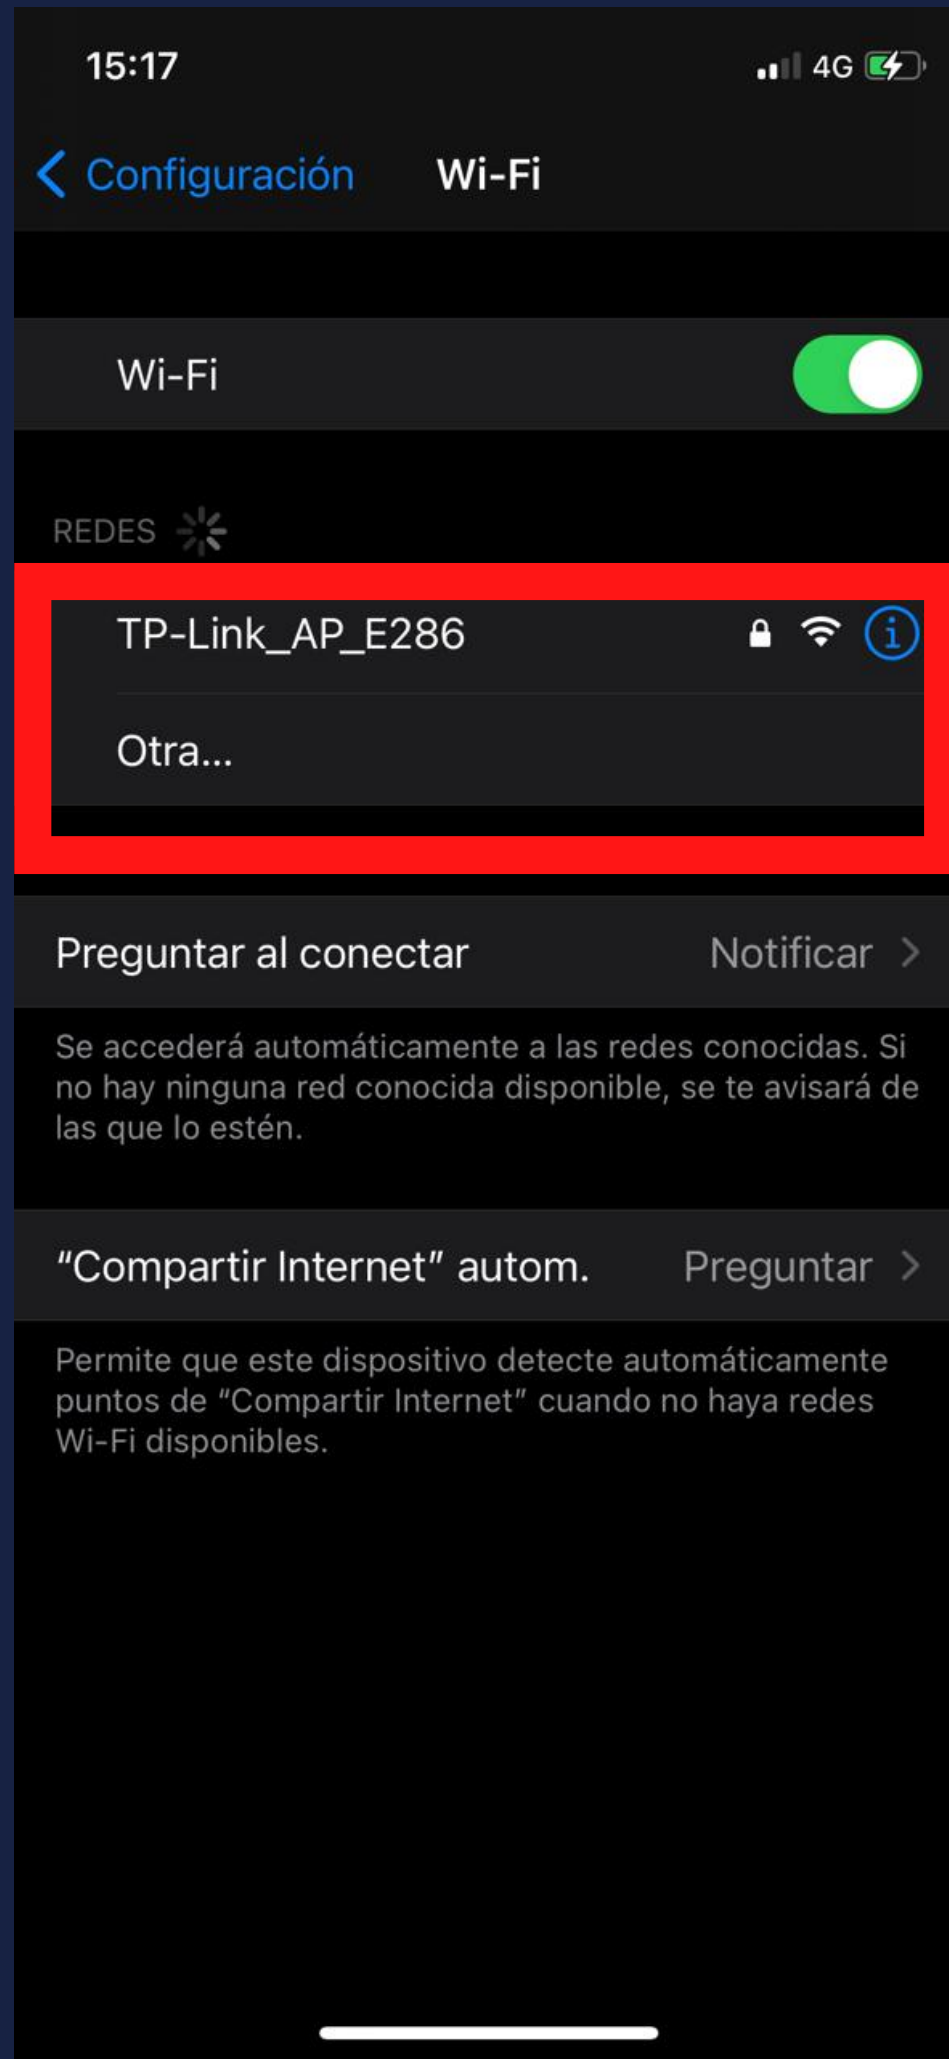 15:17 4G
Configuración Wi-Fi
Wi-Fi
REDES
TP-Link_AP_E286
Otra...
Preguntar al conectar Notificar
Se accederá automáticamente a las redes conocidas. Si
no hay ninguna red conocida disponible, se te avisará de
las que lo estén.
“Compartir Internet” autom. Preguntar
Permite que este dispositivo detecte automáticamente
puntos de “Compartir Internet” cuando no haya redes
Wi-Fi disponibles.